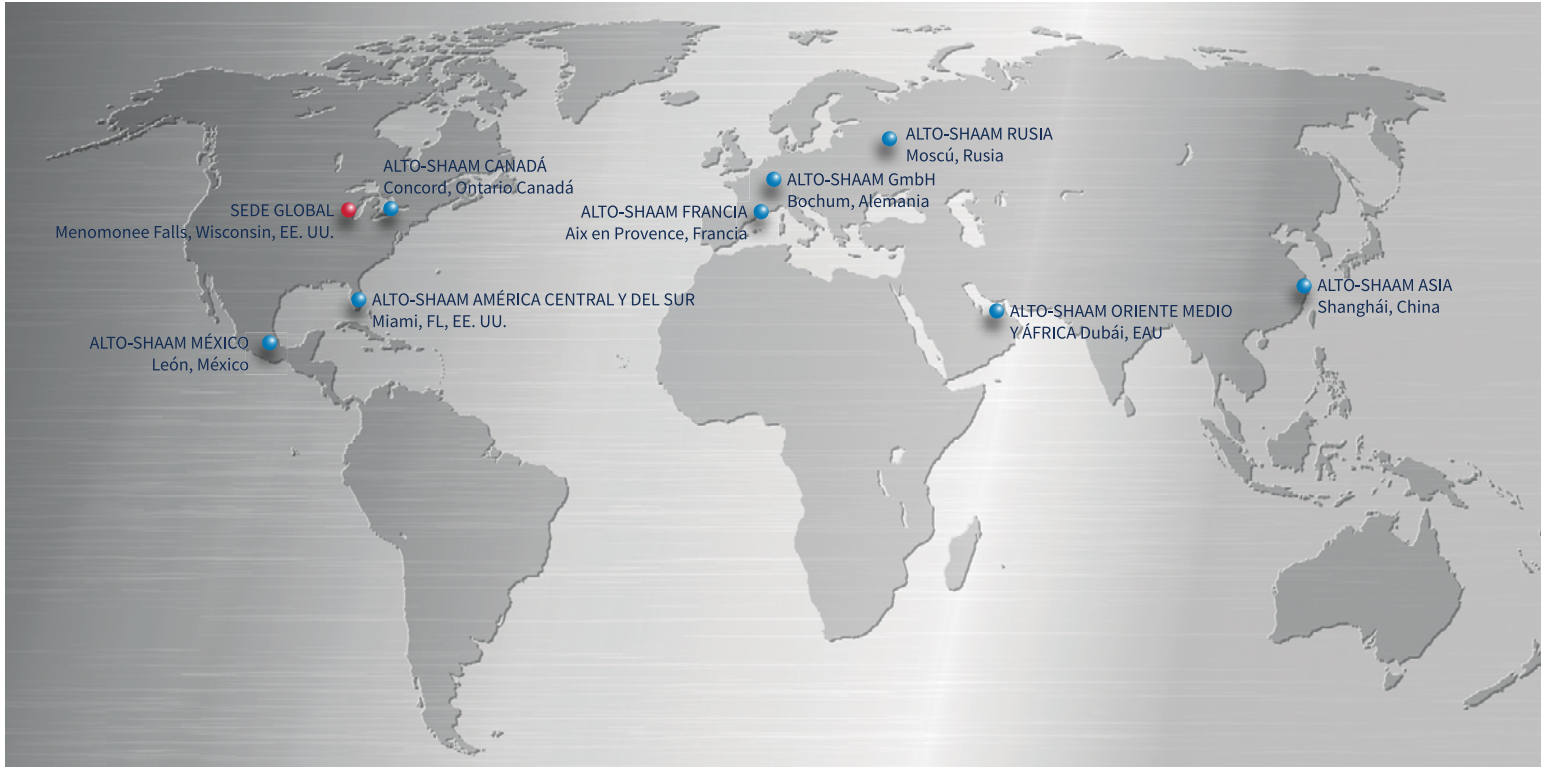 ALTO-SHAAM RUSIA
Moscú, Rusia
ALTO-SHAAM CANADÁ
Concord, Ontario Canadá
ALTO-SHAAM GmbH
Bochum, Alemania
SEDE GLOBAL
Menomonee Falls, Wisconsin, EE. UU.
ALTO-SHAAM FRANCIA
Aix en Provence, Francia
ALTO-SHAAM ASIA
Shanghái, China
ALTO-SHAAM AMÉRICA CENTRAL Y DEL SUR
Miami, FL, EE. UU.
ALTO-SHAAM ORIENTE MEDIO
Y ÁFRICA Dubái, EAU
ALTO-SHAAM MÉXICO
León, México